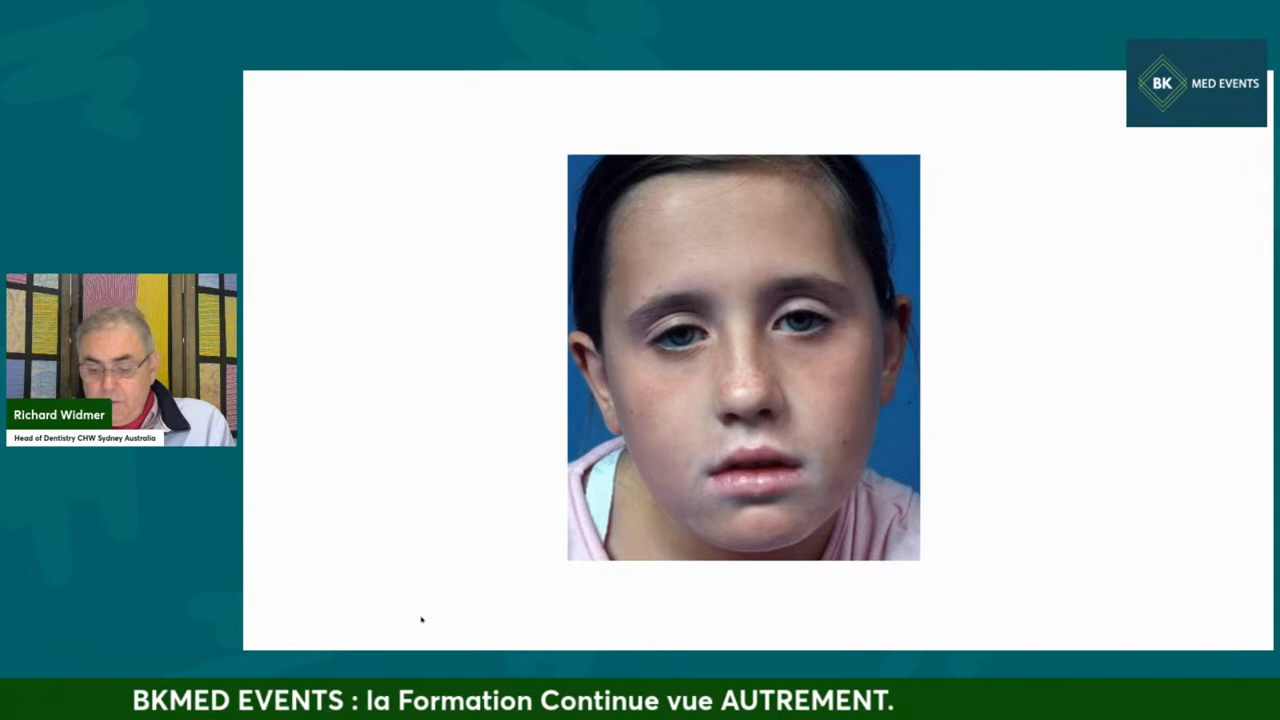 BK MED EVENTS
Richard Widmer
Head of Dentistry CHW Sydney Australia
BKMED EVENTS : la Formation Continue vue AUTREMENT.